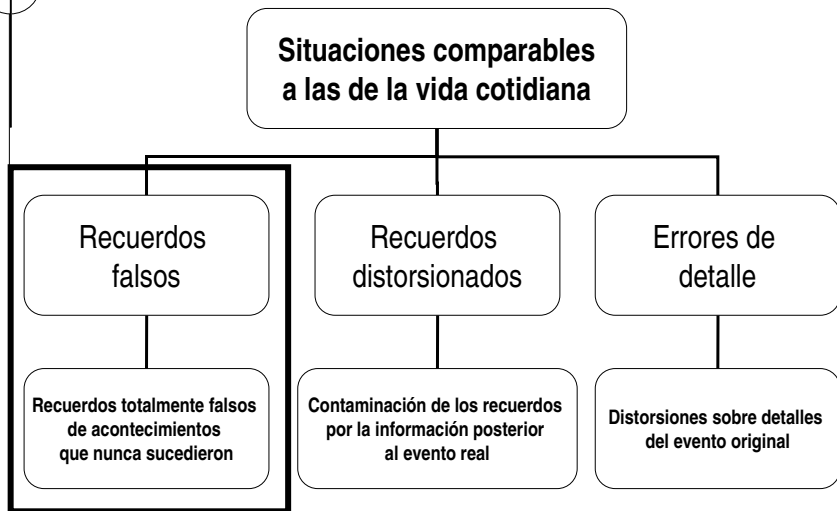 Situaciones comparables
a las de la vida cotidiana
Recuerdos
falsos
Recuerdos
distorsionados
Errores de
detalle
Recuerdos totalmente falsos
de acontecimientos
que nunca sucedieron
Contaminación de los recuerdos
por la información posterior
al evento real
Distorsiones sobre detalles
del evento original